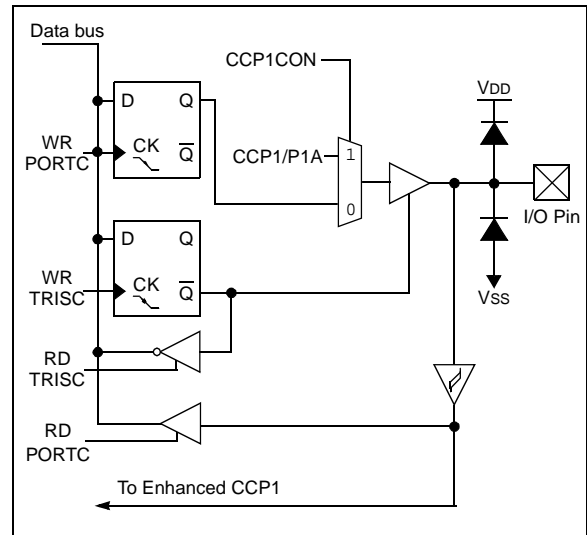 Data bus
CCP1CON
VDD
D Q
WR
PORTC
CK Q
CCP1/P1A
1
0
I/O Pin
D Q
WR
TRISC
CK Q
VSS
RD
TRISC
RD
PORTC
To Enhanced CCP1